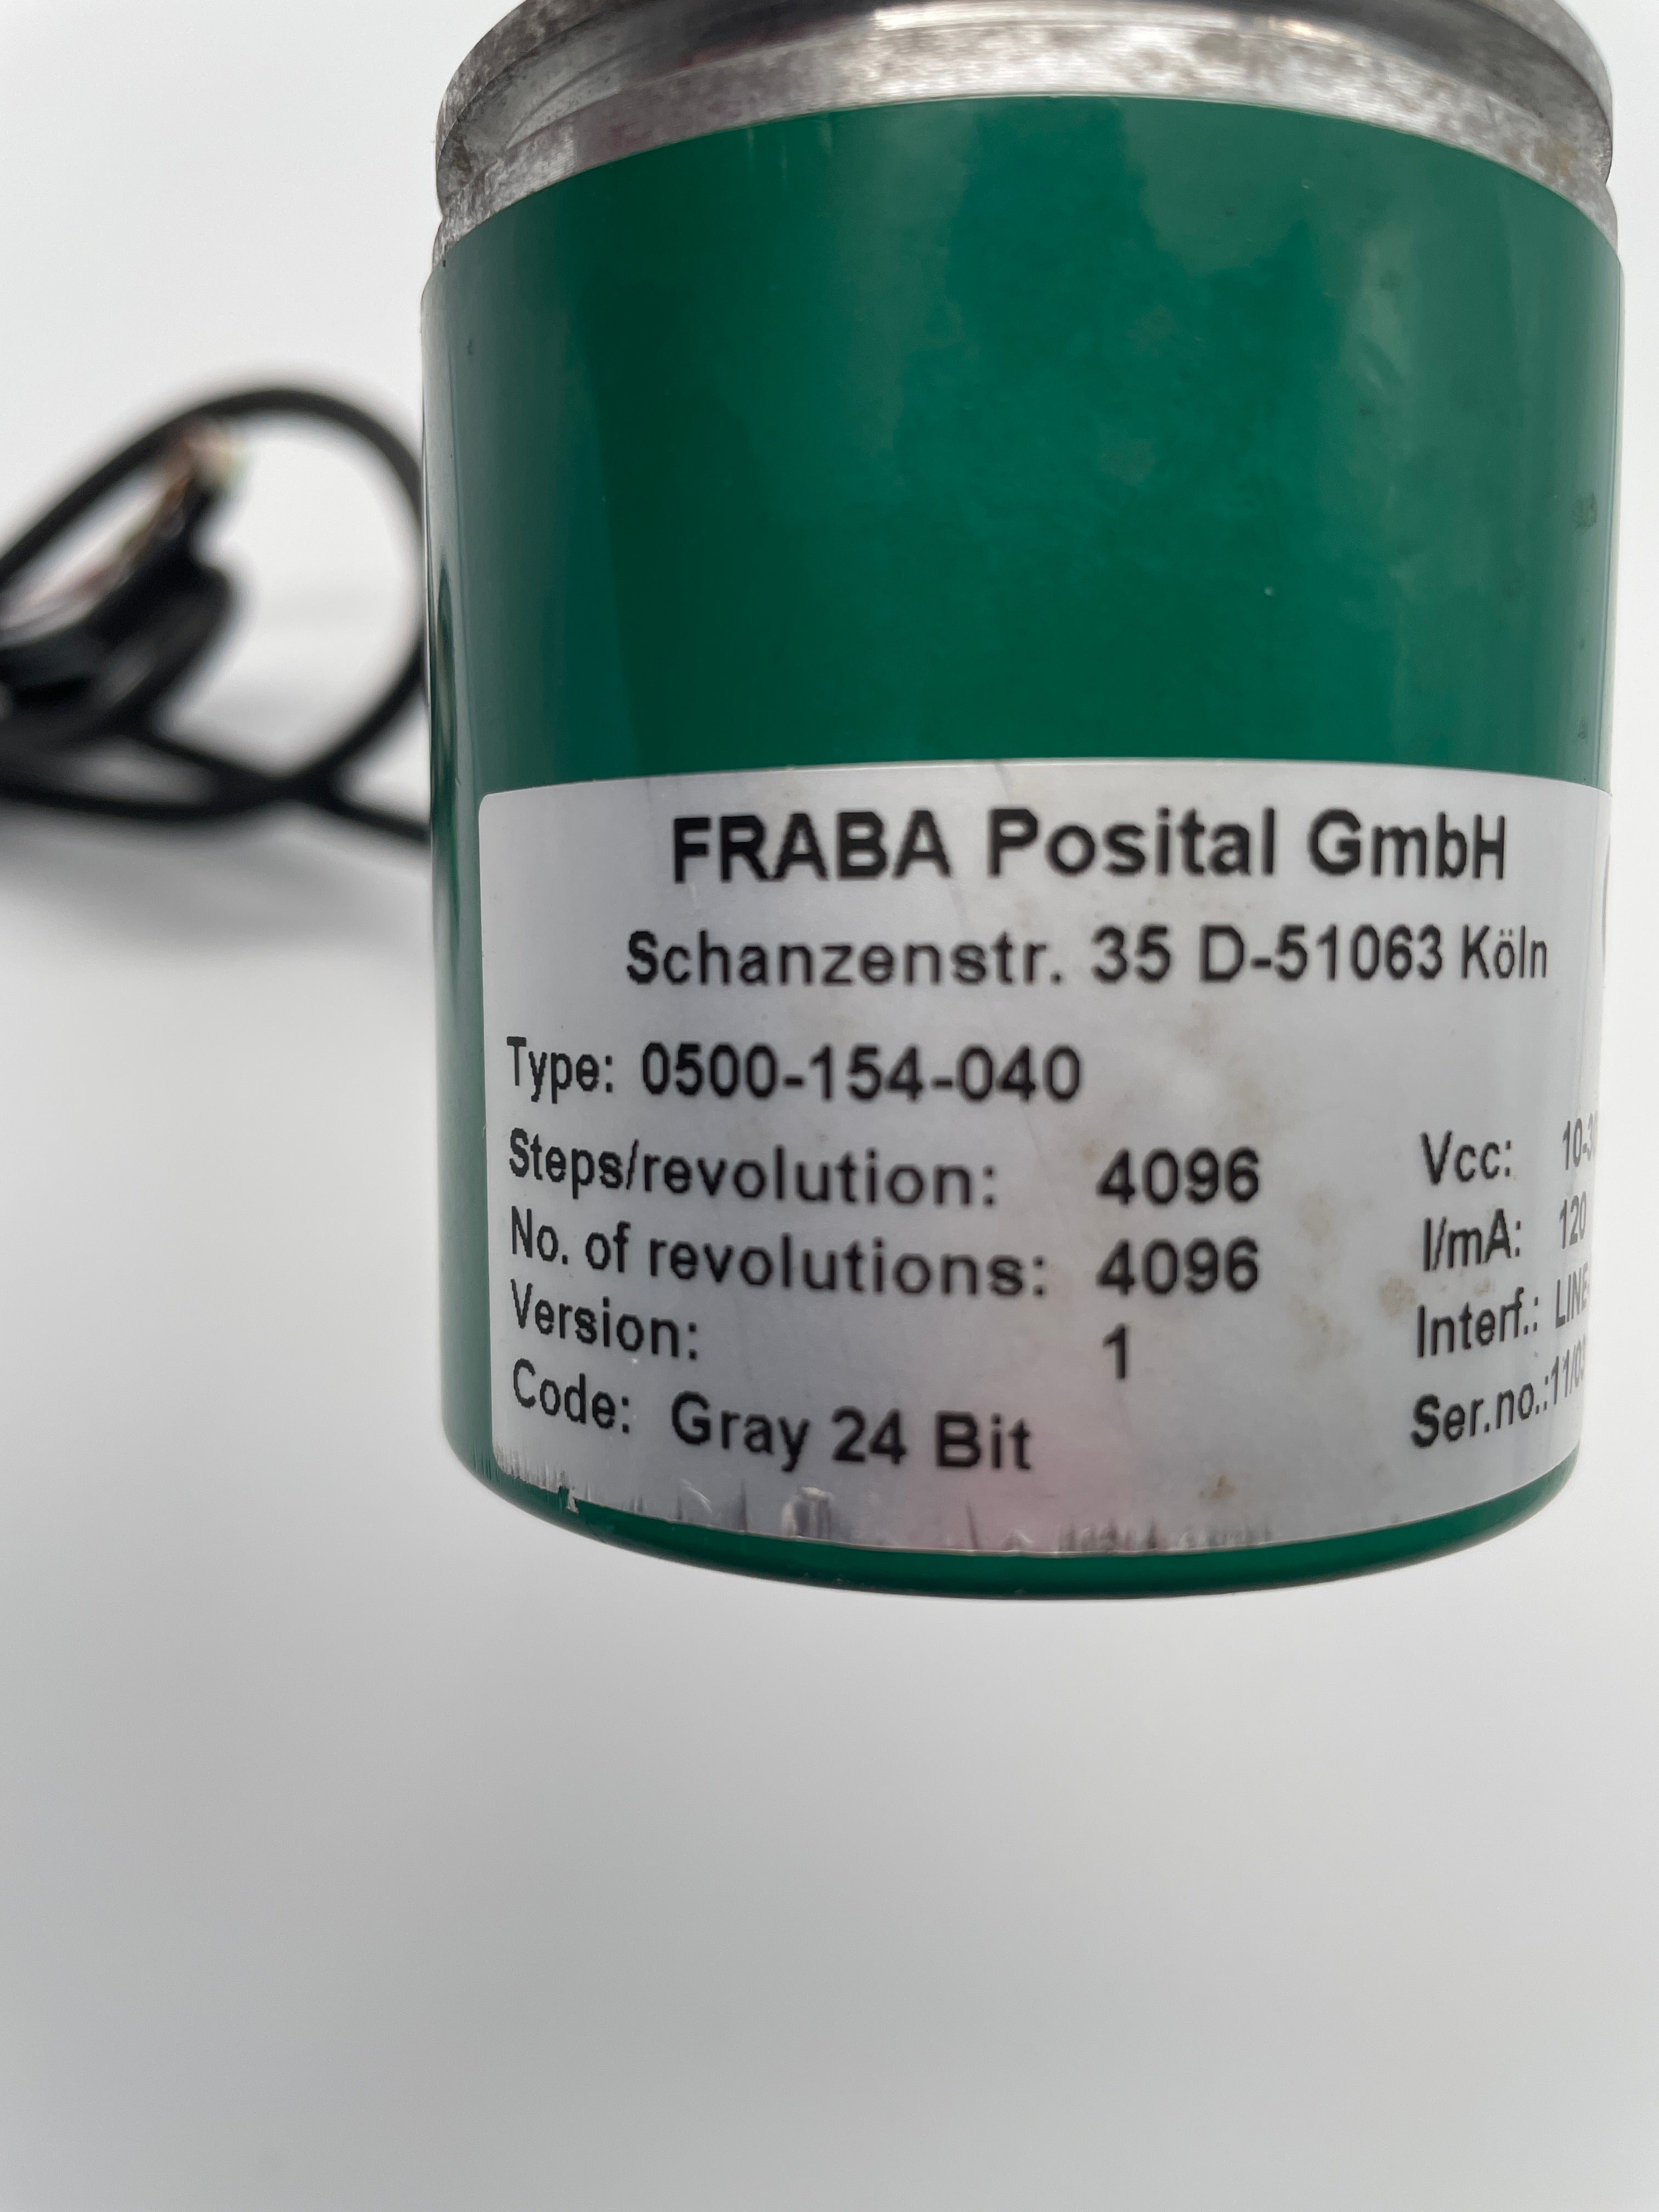 FRABA Posital GmbH
Schanzenstr. 35 D-51063 Köln
Type: 0500-154-040
Steps/revolution: 4096 Vcc:
No. of revolutions: 4096 I/mA: 120
Version: 1 Interf.:
Code: Gray 24 Bit Ser.no.: